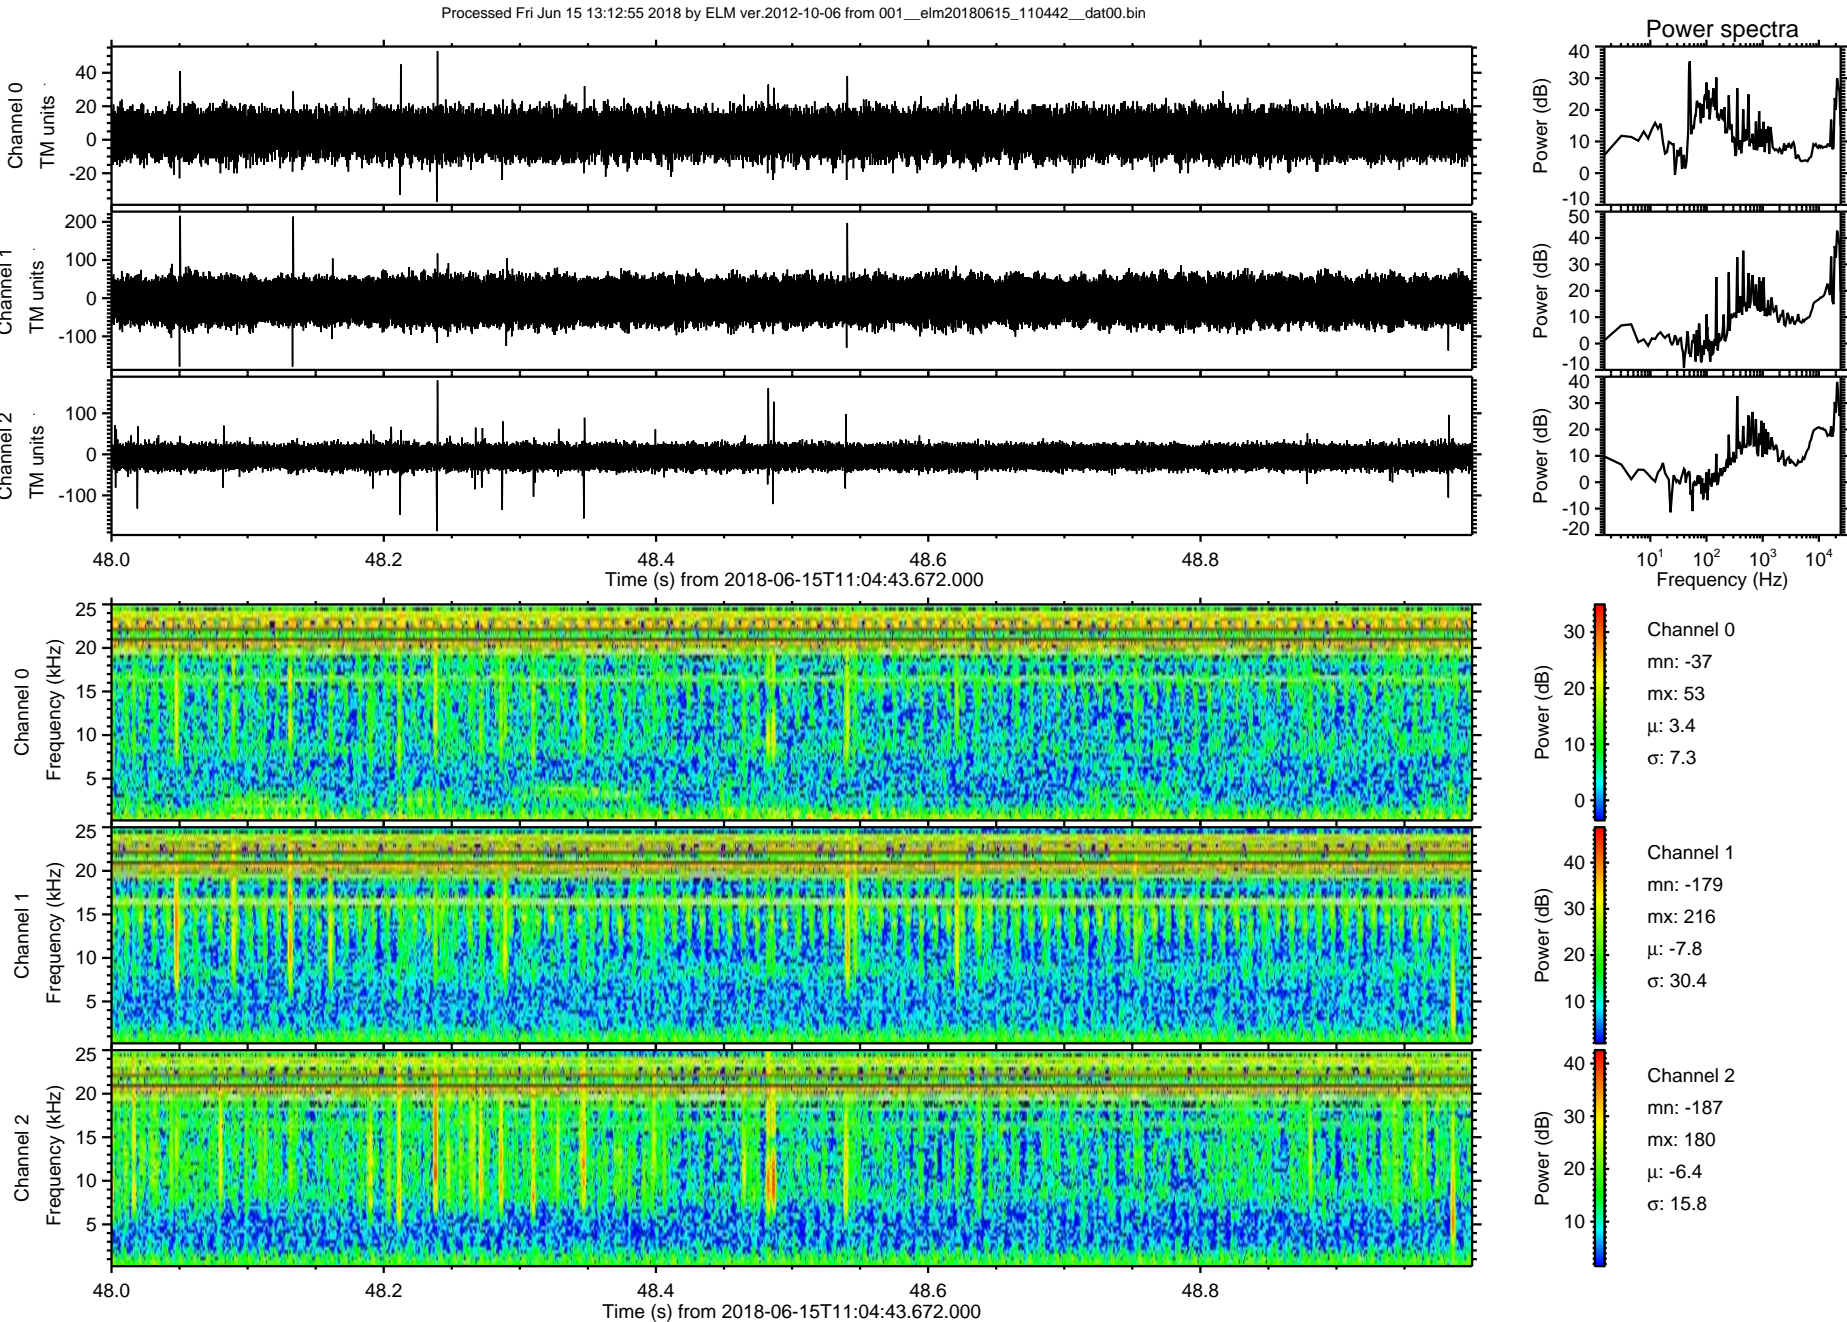 Processed Fri Jun 15 13:12:55 2018 by ELM ver.2012-10-06 from 001__elm20180615_110442__dat00.bin
Power spectra
Channel 0
TM units
40
20
0
-20
Power (dB)
40
30
20
10
0
-10
Channel 1
TM units
200
100
0
-100
Power (dB)
50
40
30
20
10
0
-10
Channel 2
TM units
100
0
-100
Power (dB)
40
30
20
10
0
-10
-20
48.0 48.2 48.4 48.6 48.8
Time (s) from 2018-06-15T11:04:43.672.000
10^1 10^2 10^3 10^4
Frequency (Hz)
Channel 0
Frequency (kHz)
25
20
15
10
5
Power (dB)
30
20
10
0
Channel 0
mn: -37
mx: 53
μ: 3.4
σ: 7.3
Channel 1
Frequency (kHz)
25
20
15
10
5
Power (dB)
40
30
20
10
Channel 1
mn: -179
mx: 216
μ: -7.8
σ: 30.4
Channel 2
Frequency (kHz)
25
20
15
10
5
Power (dB)
40
30
20
10
Channel 2
mn: -187
mx: 180
μ: -6.4
σ: 15.8
48.0 48.2 48.4 48.6 48.8
Time (s) from 2018-06-15T11:04:43.672.000